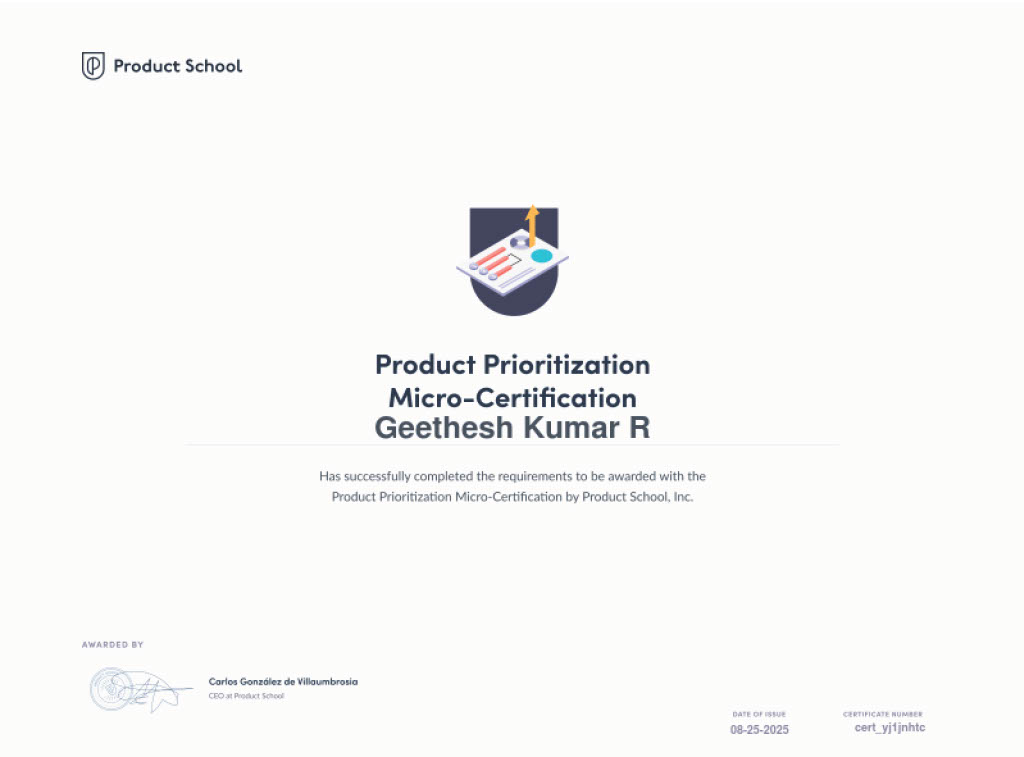 Product School
Product Prioritization
Micro-Certification
Geethesh Kumar R
Has successfully completed the requirements to be awarded with the
Product Prioritization Micro-Certification by Product School, Inc.
AWARDED BY
Carlos González de Villaumbrosia
CEO at Product School
DATE OF ISSUE
08-25-2025
CERTIFICATE NUMBER
cert_yj1jnhtc